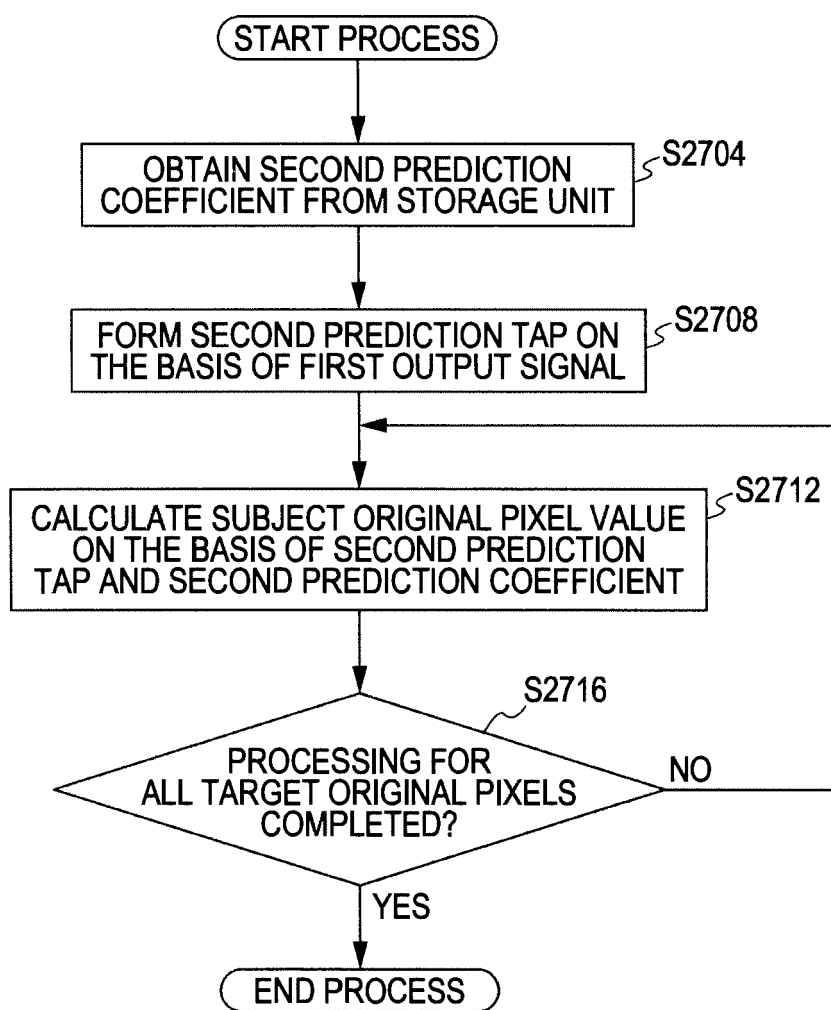 START PROCESS
OBTAIN SECOND PREDICTION
COEFFICIENT FROM STORAGE UNIT
S2704
FORM SECOND PREDICTION TAP ON
THE BASIS OF FIRST OUTPUT SIGNAL
S2708
CALCULATE SUBJECT ORIGINAL PIXEL VALUE
ON THE BASIS OF SECOND PREDICTION
TAP AND SECOND PREDICTION COEFFICIENT
S2712
S2716
PROCESSING FOR
ALL TARGET ORIGINAL PIXELS
COMPLETED?
NO
YES
END PROCESS